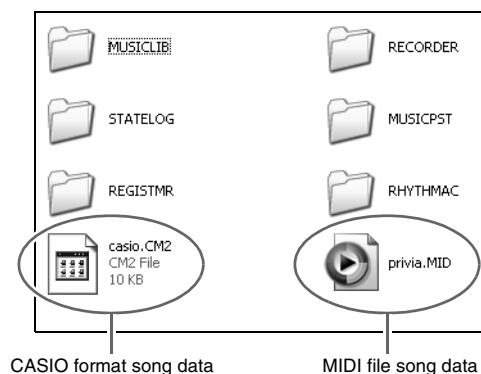 MUSICLIB
RECORDER
STATELOG
MUSICPST
REGISTMR
RHYTHMAC
casio.CM2
CM2 File
10 KB
privia.MID
CASIO format song data
MIDI file song data